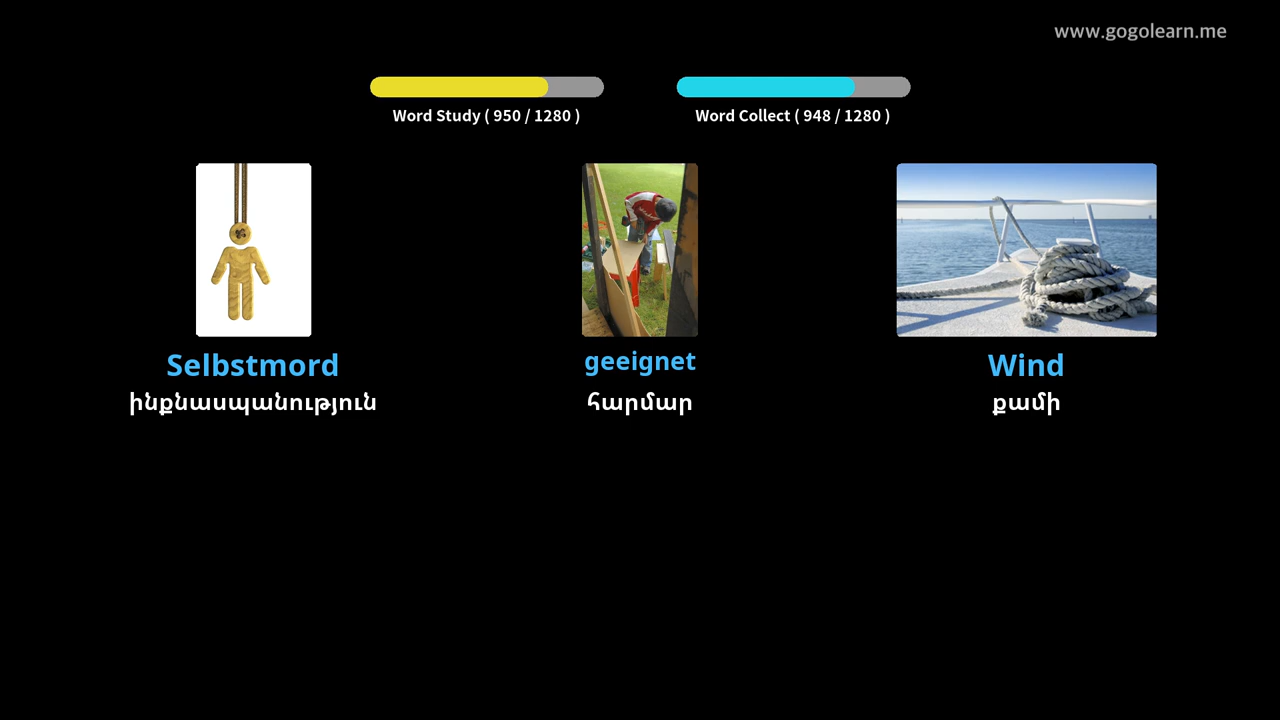 www.gogolearn.me
Word Study ( 950 / 1280 )
Word Collect ( 948 / 1280 )
Selbstmord
geeignet
Wind
ինքնասպանություն
հարմար
քամի